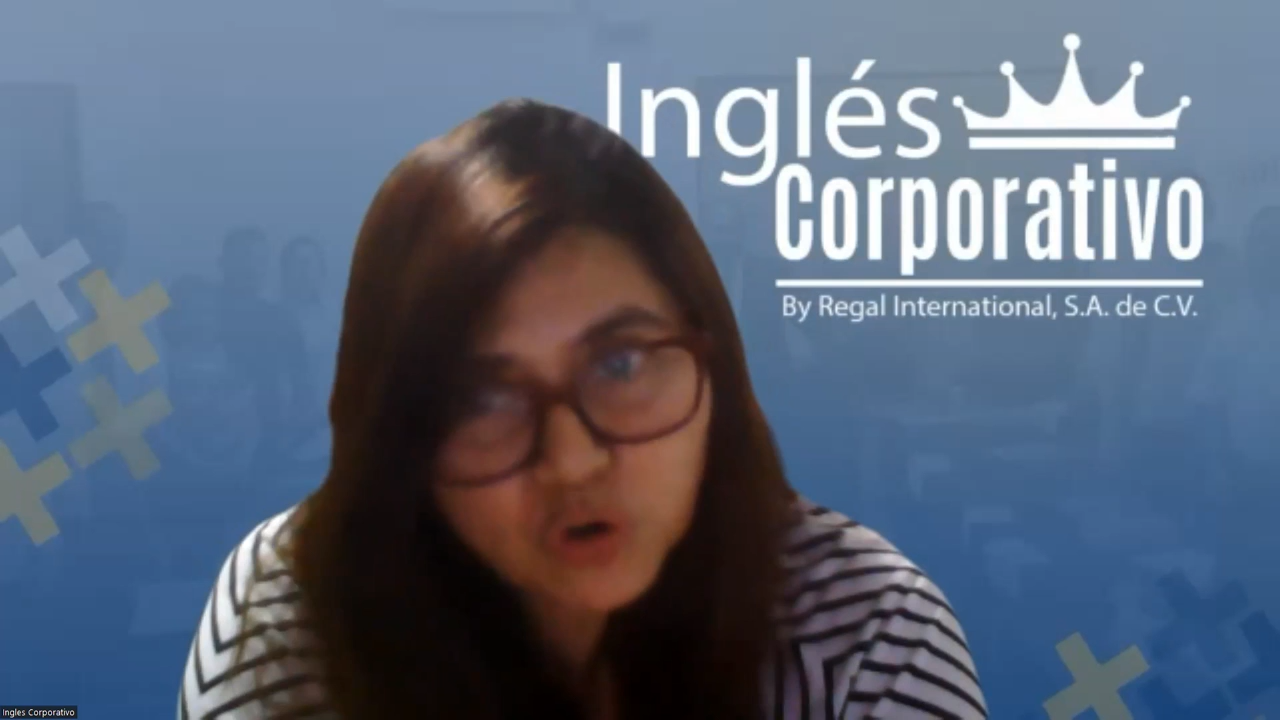 Inglés
Corporativo
By Regal International, S.A. de C.V.
Ingles Corporativo